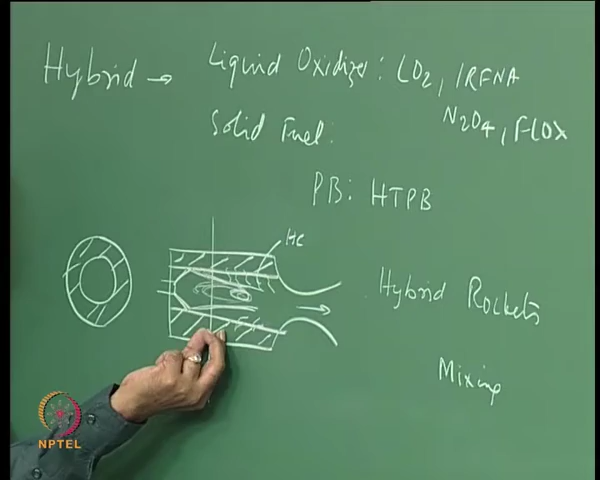 Hybrid → Liquid Oxidizer: LO2, IRFNA
N2O4, FLOX
Solid Fuel:
PB: HTPB
HC
Hybrid Rockets
Mixing
NPTEL